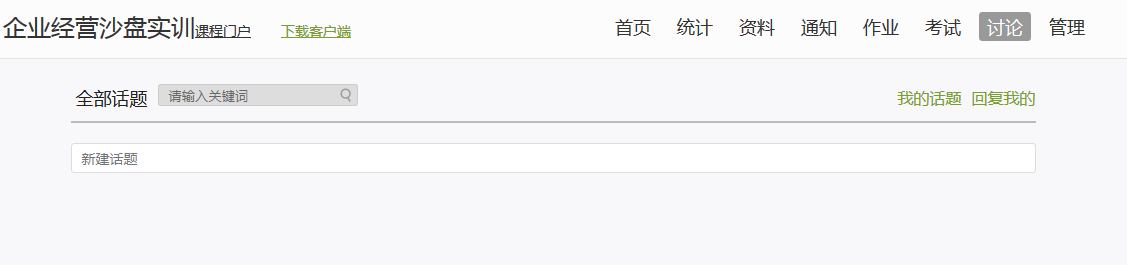 企业经营沙盘实训课程门户 下载客户端 首页 统计 资料 通知 作业 考试 讨论 管理
全部话题 请输入关键词 我的话题 回复我的
新建话题